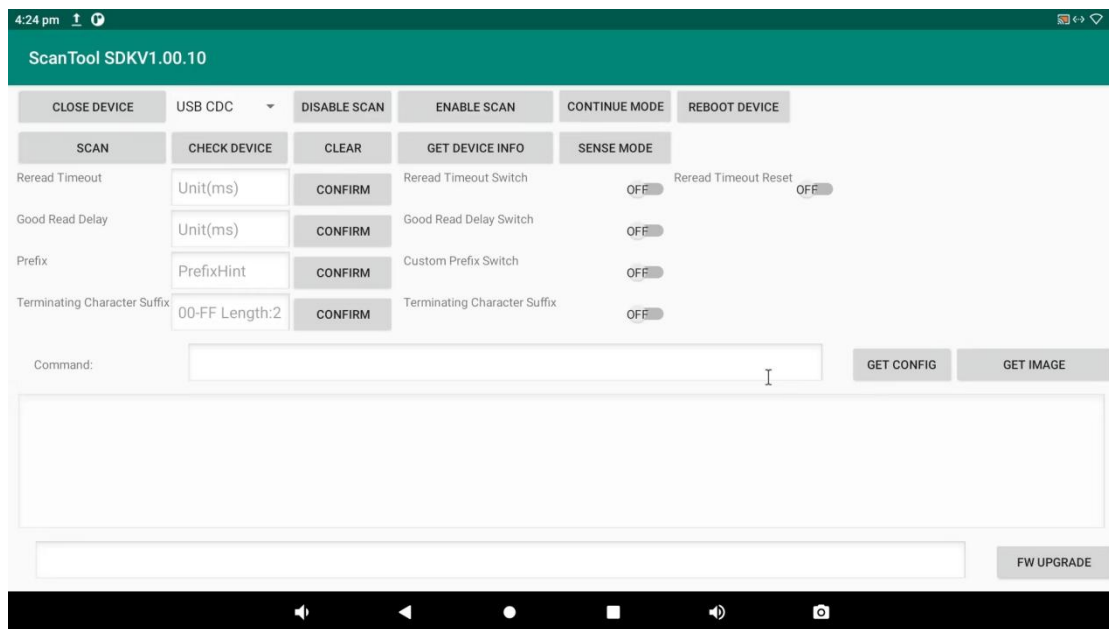 4:24 pm
ScanTool SDKV1.00.10
CLOSE DEVICE USB CDC DISABLE SCAN ENABLE SCAN CONTINUE MODE REBOOT DEVICE
SCAN CHECK DEVICE CLEAR GET DEVICE INFO SENSE MODE
Reread Timeout Unit(ms) CONFIRM Reread Timeout Switch OFF Reread Timeout Reset OFF
Good Read Delay Unit(ms) CONFIRM Good Read Delay Switch OFF
Prefix PrefixHint CONFIRM Custom Prefix Switch OFF
Terminating Character Suffix 00-FF Length:2 CONFIRM Terminating Character Suffix OFF
Command: GET CONFIG GET IMAGE
FW UPGRADE